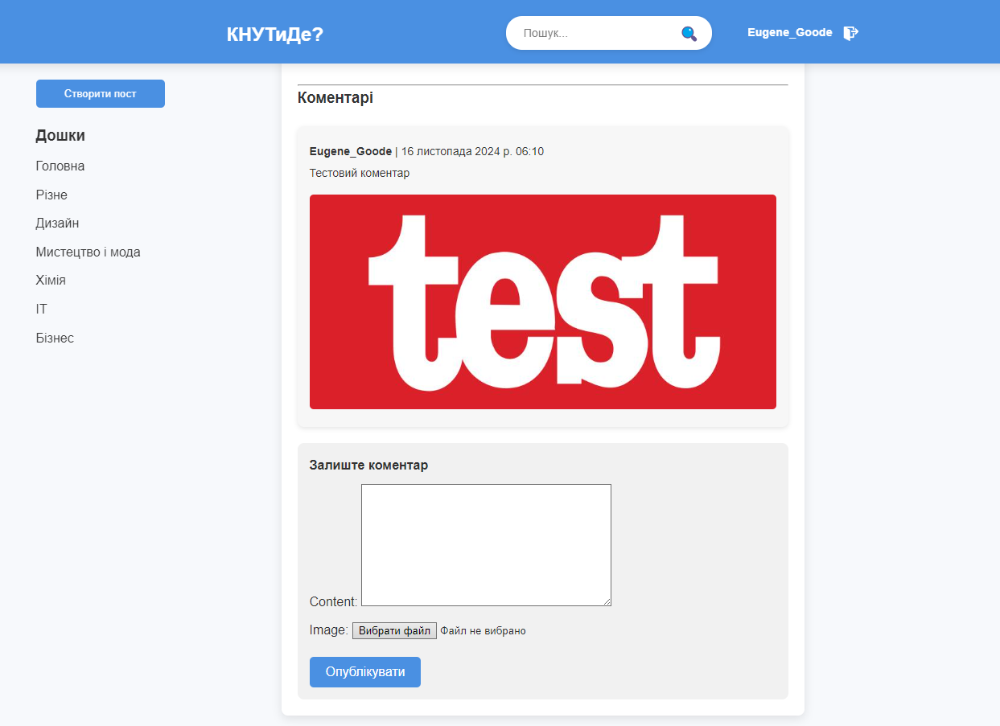 КНУТиДе?
Пошук...
Eugene_Goode
Створити пост
Дошки
Головна
Різне
Дизайн
Мистецтво і мода
Хімія
ІТ
Бізнес
Коментарі
Eugene_Goode | 16 листопада 2024 р. 06:10
Тестовий коментар
test
Залиште коментар
Content:
Image: Вибрати файл Файл не вибрано
Опублікувати